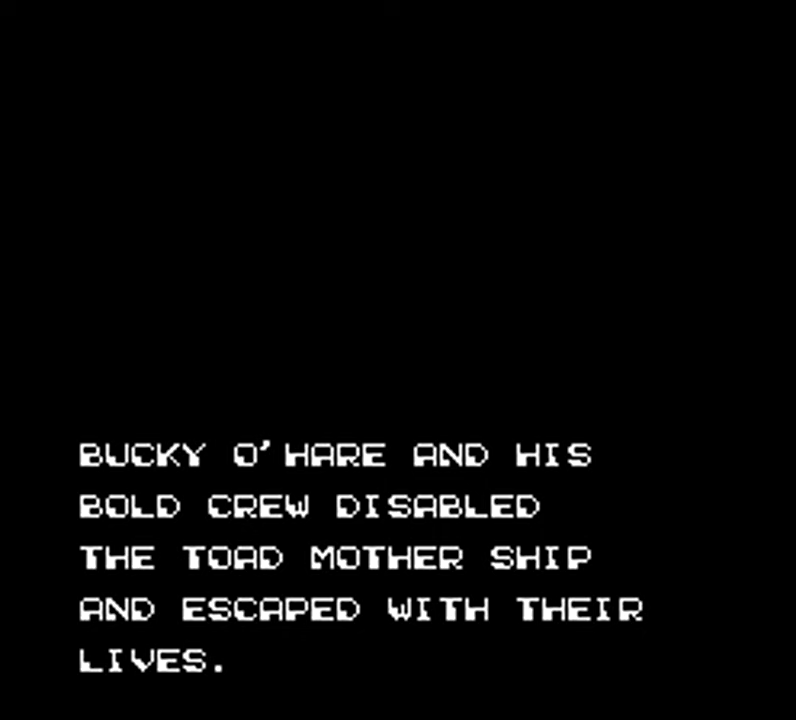 BUCKY O'HARE AND HIS
BOLD CREW DISABLED
THE TOAD MOTHER SHIP
AND ESCAPED WITH THEIR
LIVES.